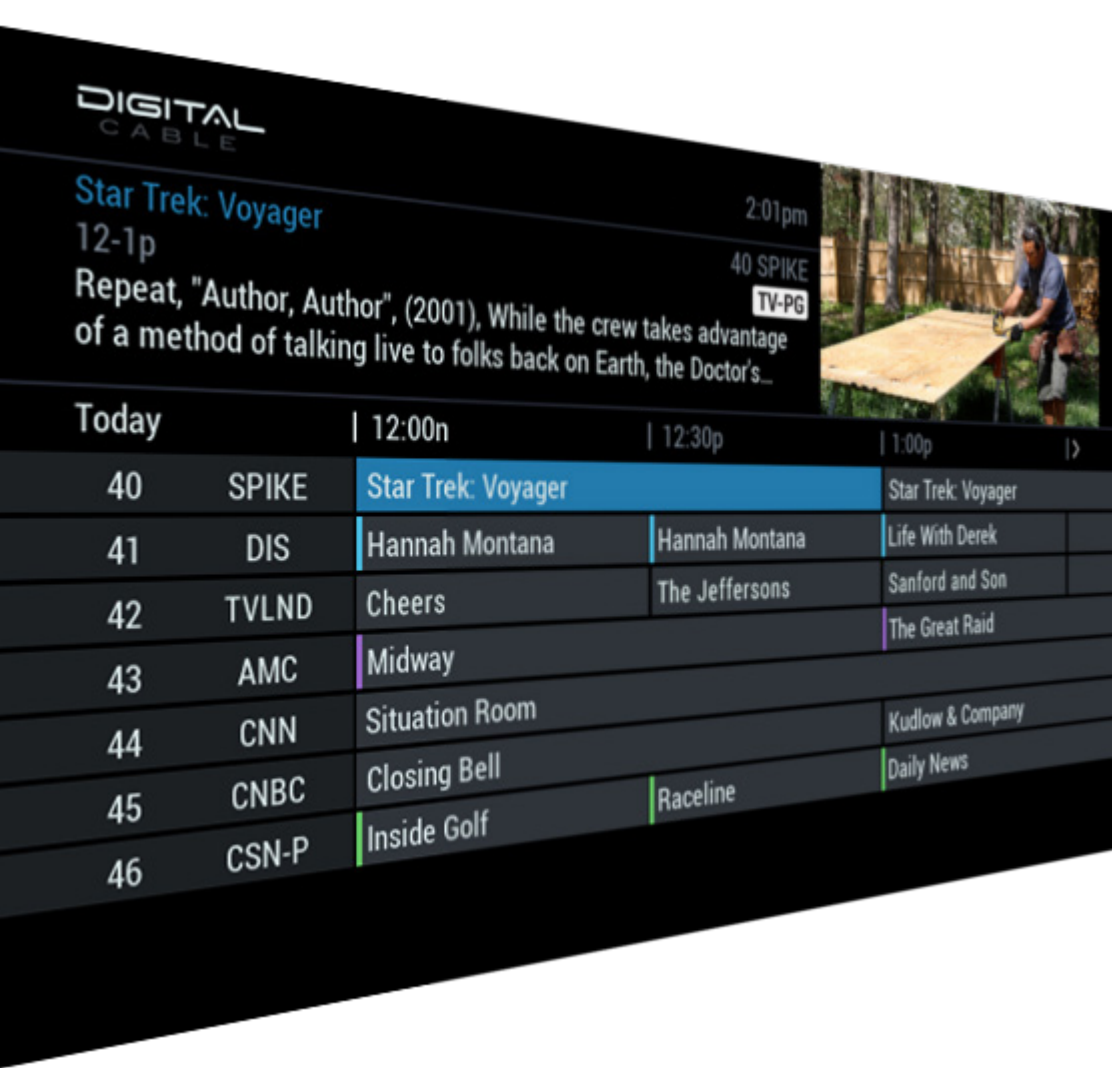 DIGITAL
CABLE
Star Trek: Voyager
2:01pm
12-1p
40 SPIKE
TV-PG
Repeat, "Author, Author", (2001), While the crew takes advantage
of a method of talking live to folks back on Earth, the Doctor's...
Today | 12:00n | 12:30p | 1:00p
40 SPIKE Star Trek: Voyager Star Trek: Voyager
41 DIS Hannah Montana Hannah Montana Life With Derek
42 TVLND Cheers The Jeffersons Sanford and Son
43 AMC Midway The Great Raid
44 CNN Situation Room
45 CNBC Closing Bell Kudlow & Company
46 CSN-P Inside Golf Raceline Daily News